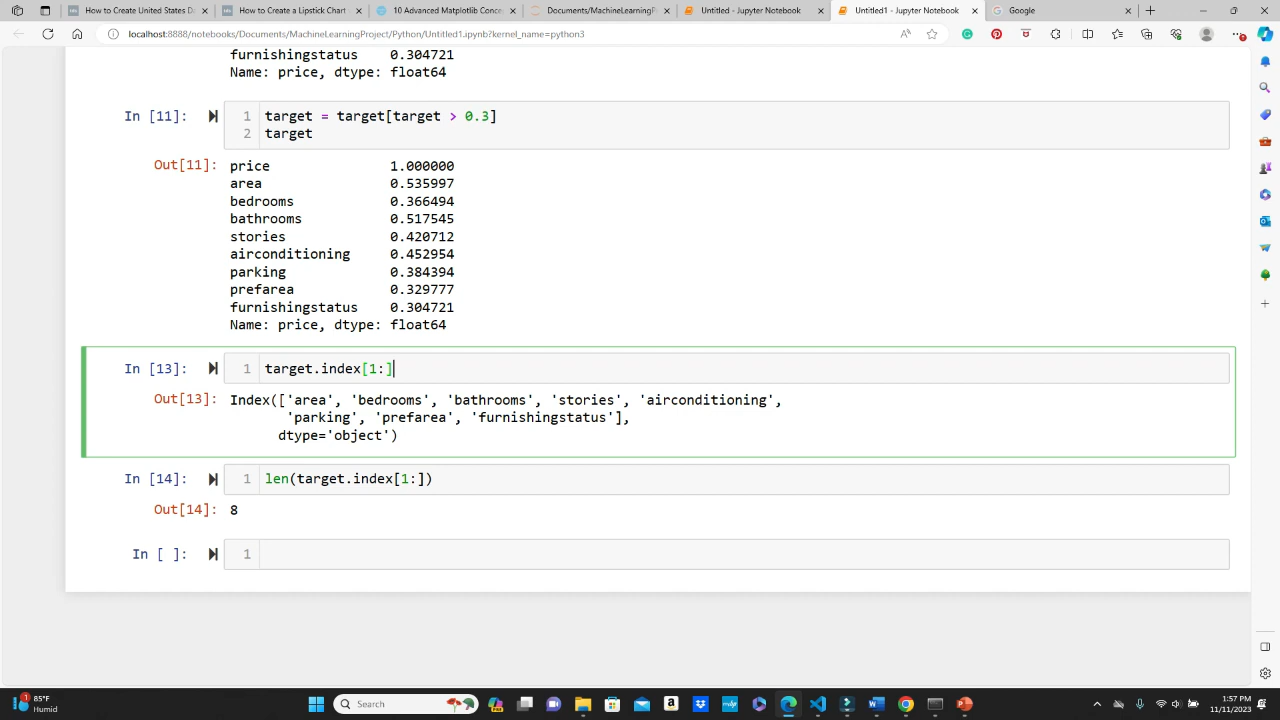 How to Create United States Da
How to Create a Lipstick Chart
10 Advanced Matplotlib Conce
Documents/MachineLearningPr
Untitled - Jupyter Notebook
Untitled1 - Jupyter Notebook
Google
localhost:8888/notebooks/Documents/MachineLearningProject/Python/Untitled1.ipynb?kernel_name=python3
furnishingstatus 0.304721
Name: price, dtype: float64
In [11]:
1 target = target[target > 0.3]
2 target
Out[11]:
price 1.000000
area 0.535997
bedrooms 0.366494
bathrooms 0.517545
stories 0.420712
airconditioning 0.452954
parking 0.384394
prefarea 0.329777
furnishingstatus 0.304721
Name: price, dtype: float64
In [13]: 1 target.index[1:]
Out[13]: Index(['area', 'bedrooms', 'bathrooms', 'stories', 'airconditioning',
'parking', 'prefarea', 'furnishingstatus'],
dtype='object')
In [14]: 1 len(target.index[1:])
Out[14]: 8
In [ ]: 1
1 85°F
Humid
Search
1:57 PM
11/11/2023